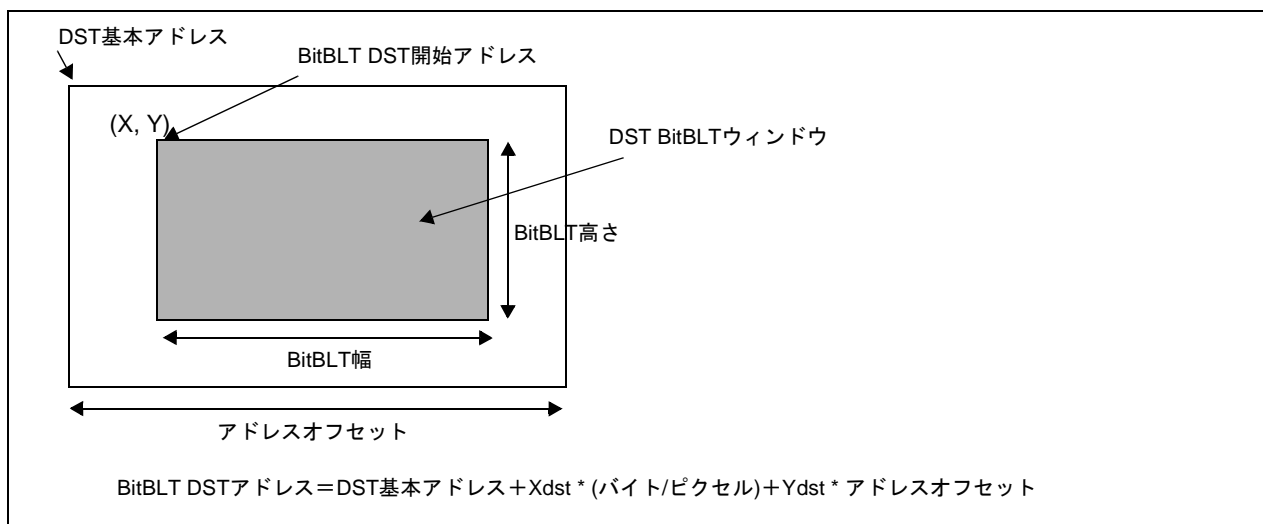 DST基本アドレス
BitBLT DST開始アドレス
(X, Y)
DST BitBLTウィンドウ
BitBLT高さ
BitBLT幅
アドレスオフセット
BitBLT DSTアドレス＝DST基本アドレス＋Xdst * (バイト/ピクセル)＋Ydst * アドレスオフセット